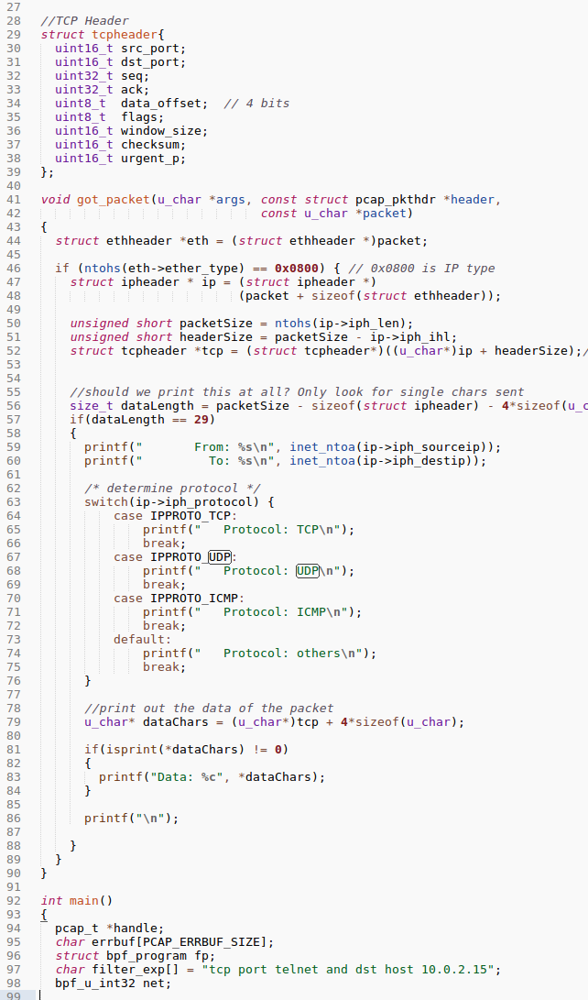 27
28 //TCP Header
29 struct tcpheader{
30   uint16_t src_port;
31   uint16_t dst_port;
32   uint32_t seq;
33   uint32_t ack;
34   uint8_t  data_offset;  // 4 bits
35   uint8_t  flags;
36   uint16_t window_size;
37   uint16_t checksum;
38   uint16_t urgent_p;
39 };
40
41 void got_packet(u_char *args, const struct pcap_pkthdr *header,
42                               const u_char *packet)
43 {
44   struct ethheader *eth = (struct ethheader *)packet;
45
46   if (ntohs(eth->ether_type) == 0x0800) { // 0x0800 is IP type
47     struct ipheader * ip = (struct ipheader *)
48                            (packet + sizeof(struct ethheader));
49
50     unsigned short packetSize = ntohs(ip->iph_len);
51     unsigned short headerSize = packetSize - ip->iph_ihl;
52     struct tcpheader *tcp = (struct tcpheader*)((u_char*)ip + headerSize);/
53
54
55     //should we print this at all? Only look for single chars sent
56     size_t dataLength = packetSize - sizeof(struct ipheader) - 4*sizeof(u_c
57     if(dataLength == 29)
58     {
59       printf("       From: %s\n", inet_ntoa(ip->iph_sourceip));
60       printf("         To: %s\n", inet_ntoa(ip->iph_destip));
61
62       /* determine protocol */
63       switch(ip->iph_protocol) {
64           case IPPROTO_TCP:
65               printf("   Protocol: TCP\n");
66               break;
67           case IPPROTO_UDP:
68               printf("   Protocol: UDP\n");
69               break;
70           case IPPROTO_ICMP:
71               printf("   Protocol: ICMP\n");
72               break;
73           default:
74               printf("   Protocol: others\n");
75               break;
76       }
77
78       //print out the data of the packet
79       u_char* dataChars = (u_char*)tcp + 4*sizeof(u_char);
80
81       if(isprint(*dataChars) != 0)
82       {
83         printf("Data: %c", *dataChars);
84       }
85
86       printf("\n");
87
88     }
89   }
90 }
91
92 int main()
93 {
94   pcap_t *handle;
95   char errbuf[PCAP_ERRBUF_SIZE];
96   struct bpf_program fp;
97   char filter_exp[] = "tcp port telnet and dst host 10.0.2.15";
98   bpf_u_int32 net;
99